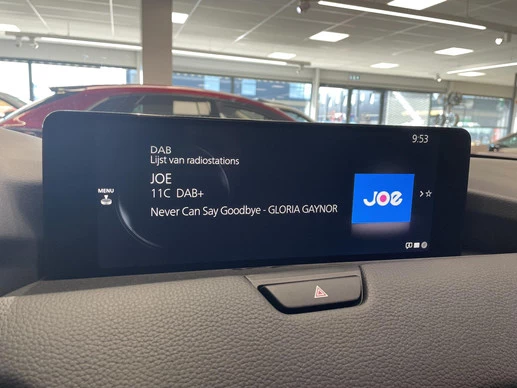 9:53
DAB
Lijst van radiostations
JOE
11C DAB+
Never Can Say Goodbye - GLORIA GAYNOR
MENU
JOe